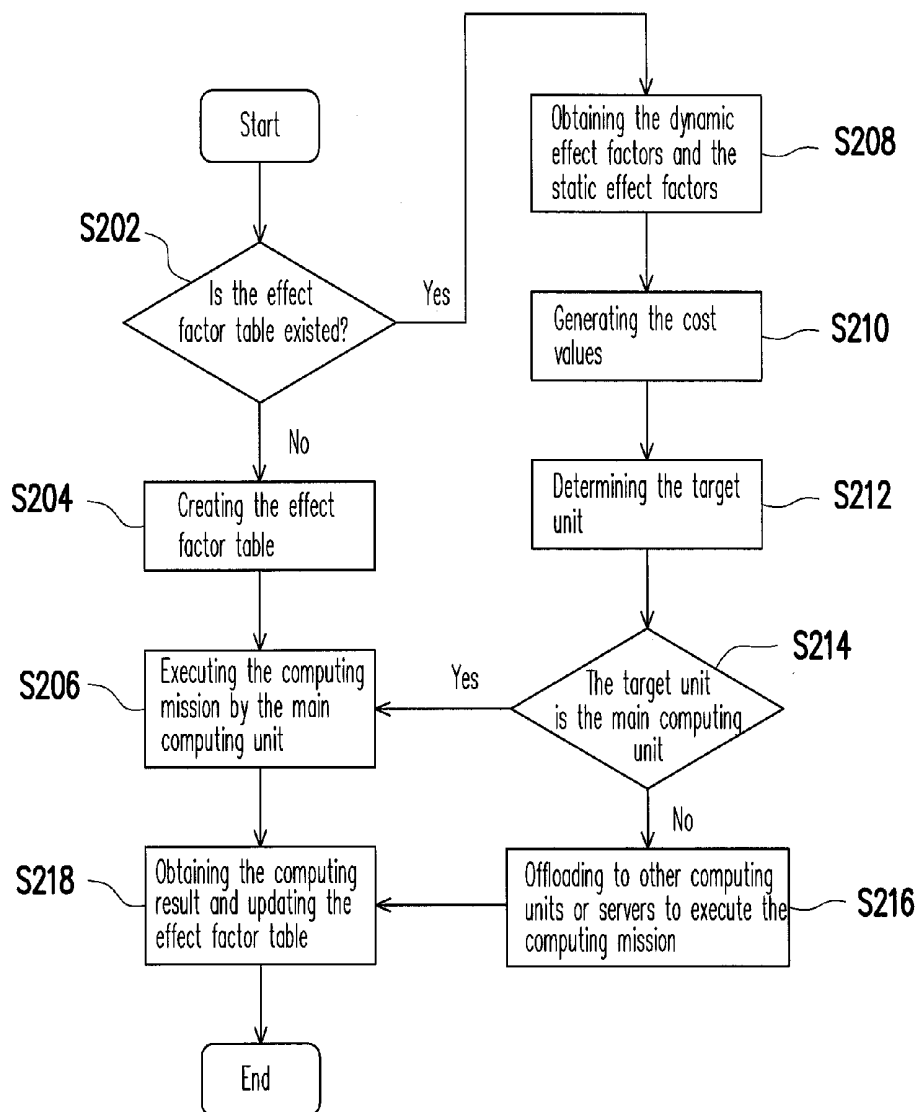 Start
S202
Is the effect
factor table existed?
Yes
No
S204
Creating the effect
factor table
S206
Executing the computing
mission by the main
computing unit
S218
Obtaining the computing
result and updating the
effect factor table
End
Obtaining the dynamic
effect factors and the
static effect factors
S208
Generating the cost
values
S210
Determining the target
unit
S212
The target unit
is the main computing
unit
S214
Yes
No
Offloading to other computing
units or servers to execute the
computing mission
S216